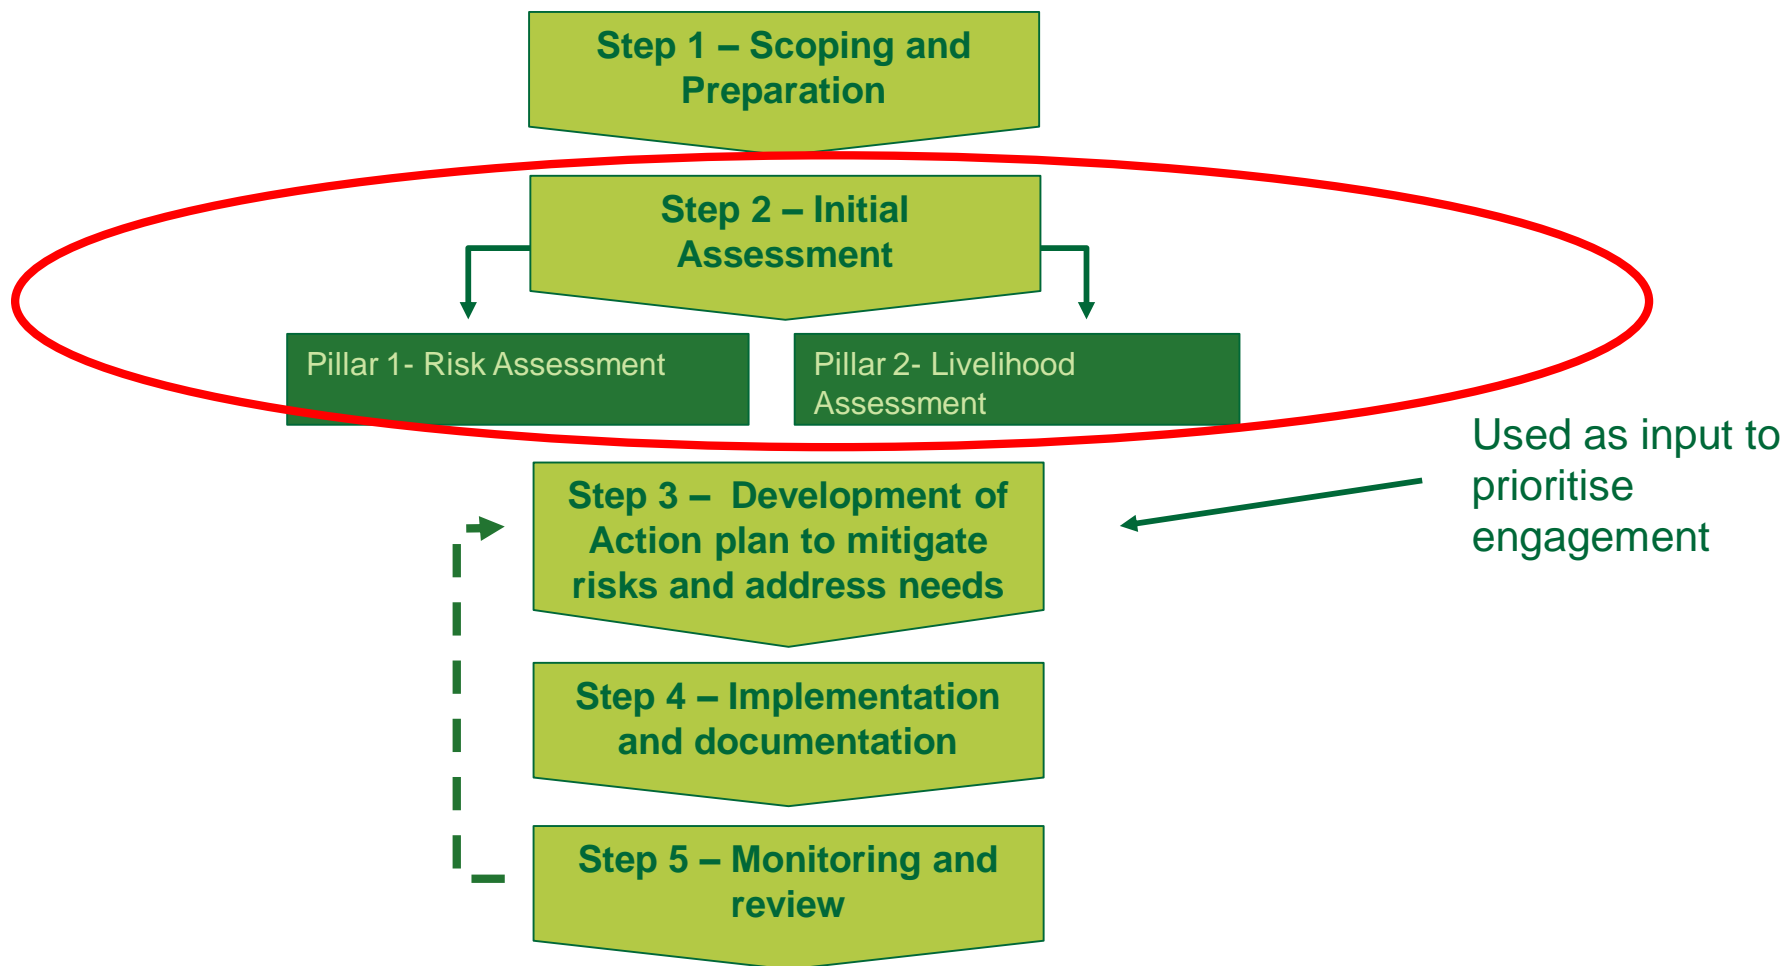 Step 1 – Scoping and
Preparation
Step 2 – Initial
Assessment
Pillar 1- Risk Assessment
Pillar 2- Livelihood
Assessment
Used as input to
prioritise
engagement
Step 3 –  Development of
Action plan to mitigate
risks and address needs
Step 4 – Implementation
and documentation
Step 5 – Monitoring and
review